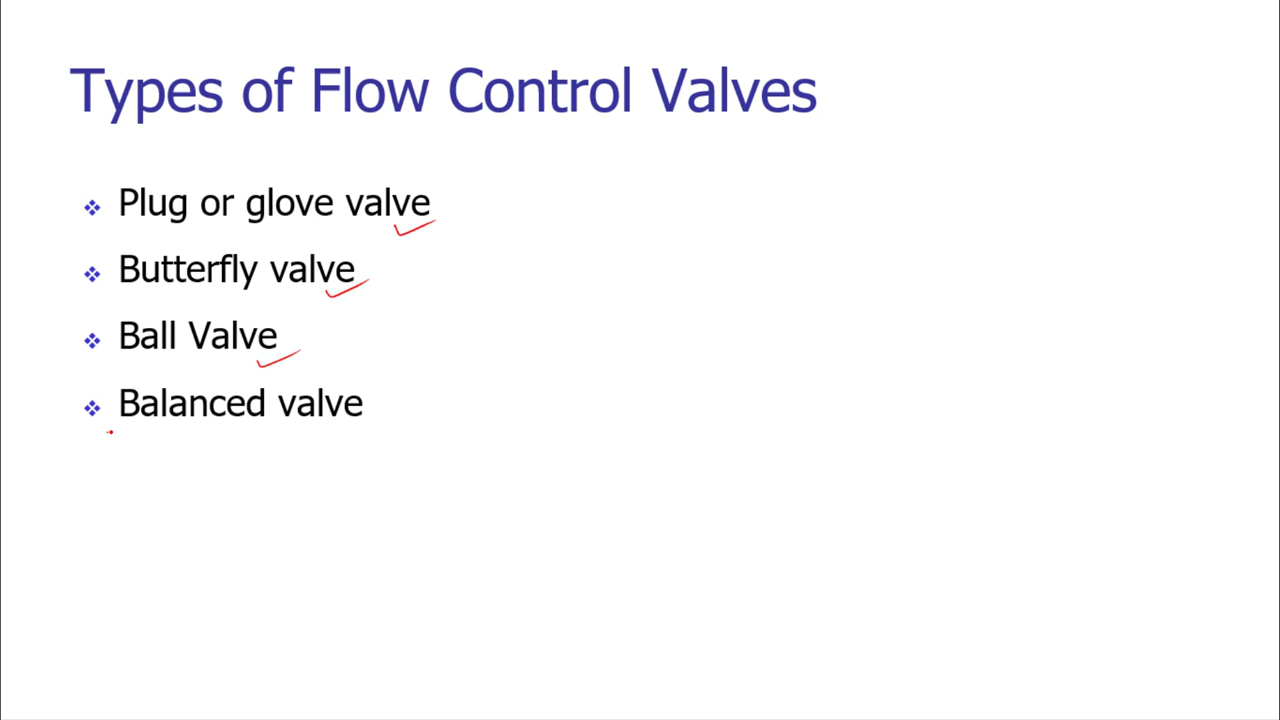 Types of Flow Control Valves
Plug or glove valve
Butterfly valve
Ball Valve
Balanced valve